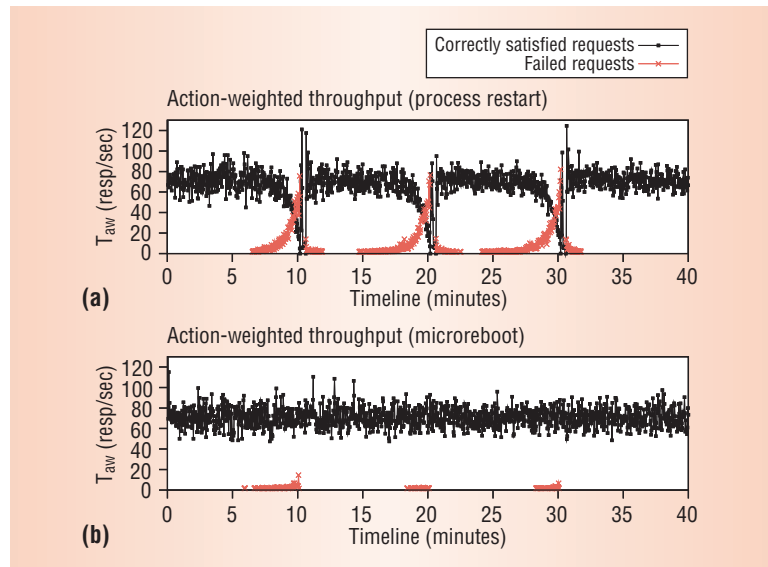 Correctly satisfied requests
Failed requests
Action-weighted throughput (process restart)
T_aw (resp/sec)
120
100
80
60
40
20
0
0 5 10 15 20 25 30 35 40
Timeline (minutes)
(a)
Action-weighted throughput (microreboot)
T_aw (resp/sec)
120
100
80
60
40
20
0
0 5 10 15 20 25 30 35 40
Timeline (minutes)
(b)